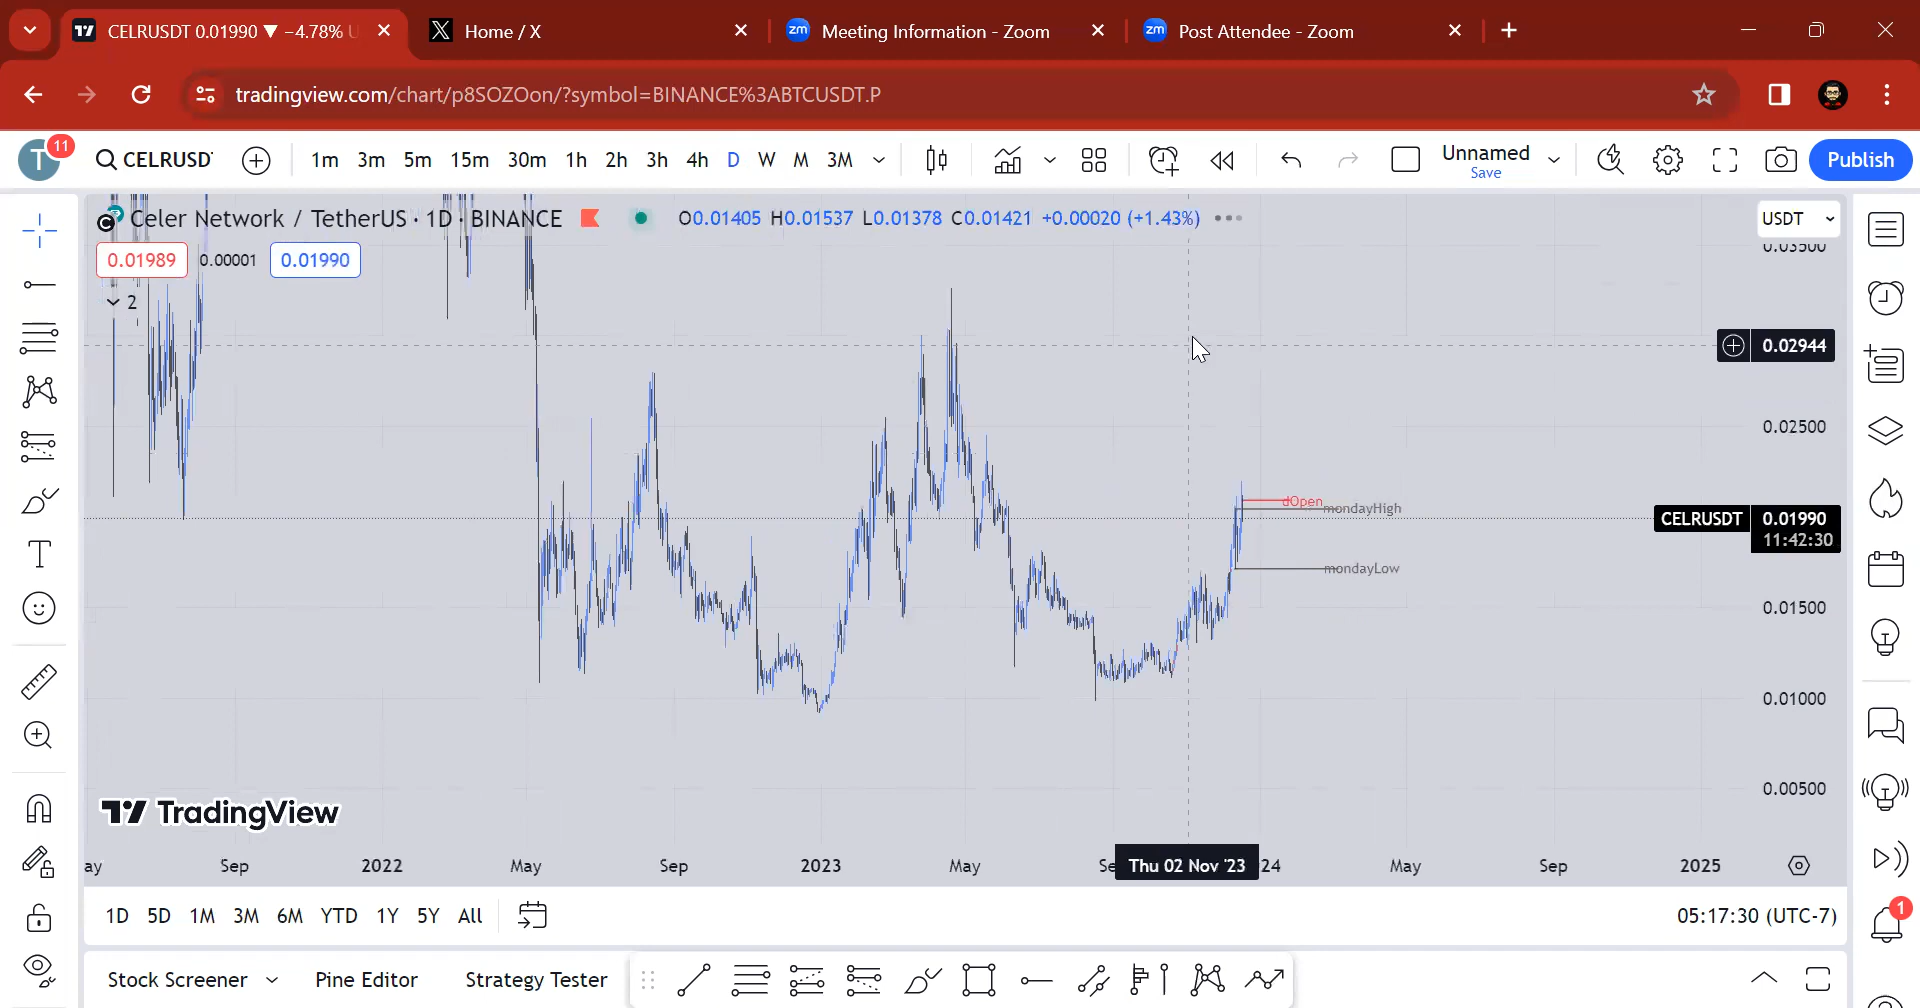 CELRUSDT 0.01990 ▼ −4.78% U
Home / X
zm Meeting Information - Zoom
zm Post Attendee - Zoom
tradingview.com/chart/p8SOZOon/?symbol=BINANCE%3ABTCUSDT.P
T 11
CELRUSD
1m 3m 5m 15m 30m 1h 2h 3h 4h D W M 3M
Unnamed
Save
Publish
Celer Network / TetherUS · 1D · BINANCE
O0.01405 H0.01537 L0.01378 C0.01421 +0.00020 (+1.43%)
USDT
0.01989 0.00001 0.01990
2
0.03500
0.02944
0.02500
dOpen
mondayHigh
CELRUSDT 0.01990
11:42:30
mondayLow
0.01500
0.01000
0.00500
TradingView
ay Sep 2022 May Sep 2023 May Se Thu 02 Nov '23 24 May Sep 2025
1D 5D 1M 3M 6M YTD 1Y 5Y All
05:17:30 (UTC-7)
1
Stock Screener Pine Editor Strategy Tester